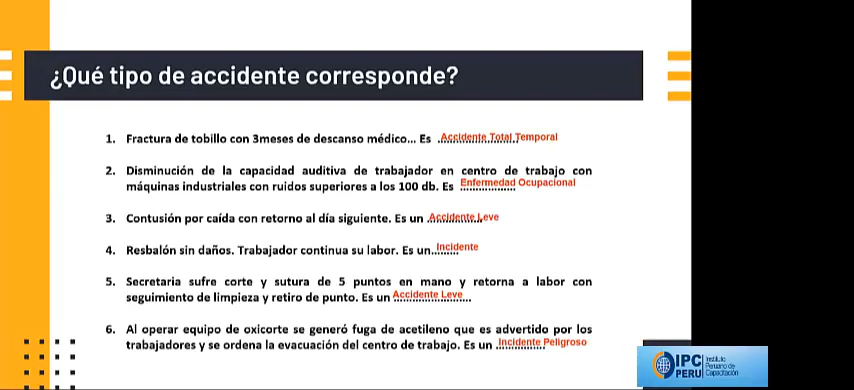 ¿Qué tipo de accidente corresponde?
1. Fractura de tobillo con 3meses de descanso médico... Es .Accidente Total Temporal
2. Disminución de la capacidad auditiva de trabajador en centro de trabajo con
máquinas industriales con ruidos superiores a los 100 db. Es Enfermedad Ocupacional
3. Contusión por caída con retorno al día siguiente. Es un Accidente Leve
4. Resbalón sin daños. Trabajador continua su labor. Es un..Incidente
5. Secretaria sufre corte y sutura de 5 puntos en mano y retorna a labor con
seguimiento de limpieza y retiro de punto. Es un Accidente Leve...
6. Al operar equipo de oxicorte se generó fuga de acetileno que es advertido por los
trabajadores y se ordena la evacuación del centro de trabajo. Es un Incidente Peligroso
IPC PERU
Instituto
Peruano de
Capacitación